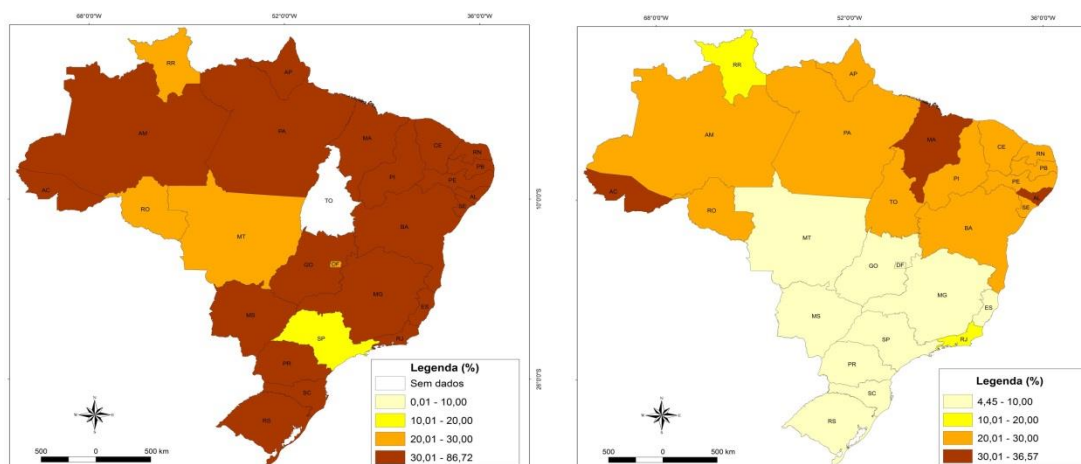 68°0'0"W 52°0'0"W 36°0'0"W
RR
AP
AM
PA
MA
CE
RN
PB
PI
PE
AC
AL
SE
RO
TO
BA
MT
10°0'0"S
GO
DF
MG
ES
MS
SP
RJ
PR
SC
RS
Legenda (%)
Sem dados
0,01 - 10,00
10,01 - 20,00
20,01 - 30,00
30,01 - 86,72
500 0 500 km
68°0'0"W 52°0'0"W 36°0'0"W
RR
AP
AM
PA
MA
CE
RN
PB
PI
PE
AC
AL
SE
RO
TO
BA
MT
10°0'0"S
GO
DF
MG
ES
MS
SP
RJ
PR
SC
RS
Legenda (%)
4,45 - 10,00
10,01 - 20,00
20,01 - 30,00
30,01 - 36,57
500 0 500 km